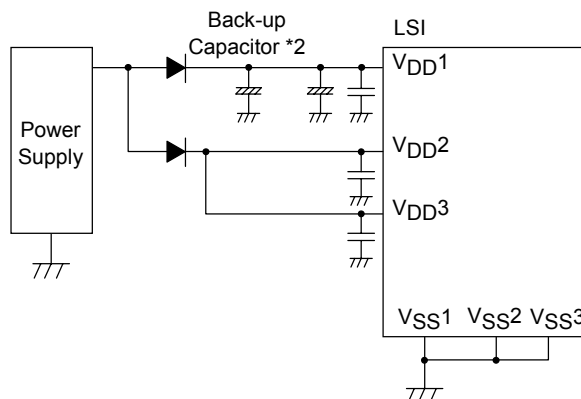 Back-up
Capacitor *2
LSI
Power
Supply
VDD1
VDD2
VDD3
VSS1
VSS2
VSS3